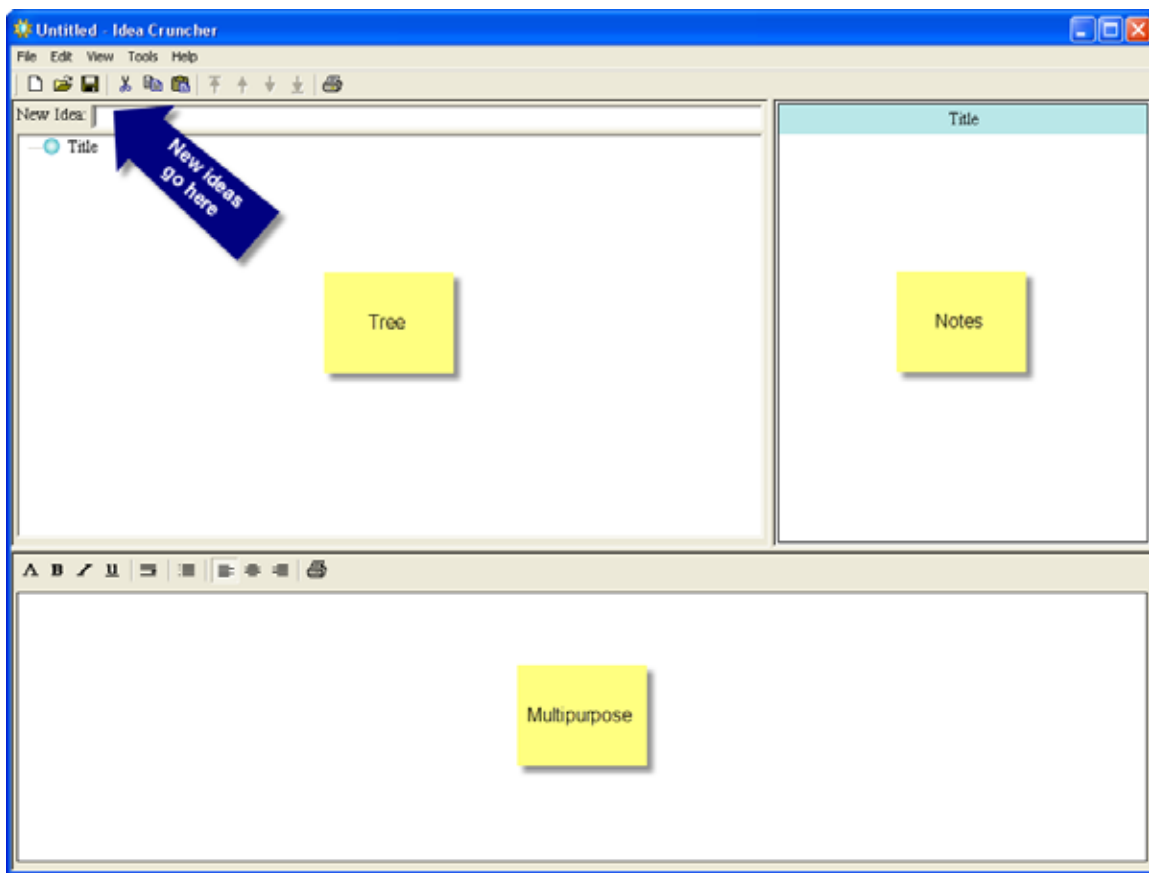 Untitled - Idea Cruncher
File Edit View Tools Help
New Idea:
Title
Title
New ideas
go here
Tree
Notes
A B I U
Multipurpose